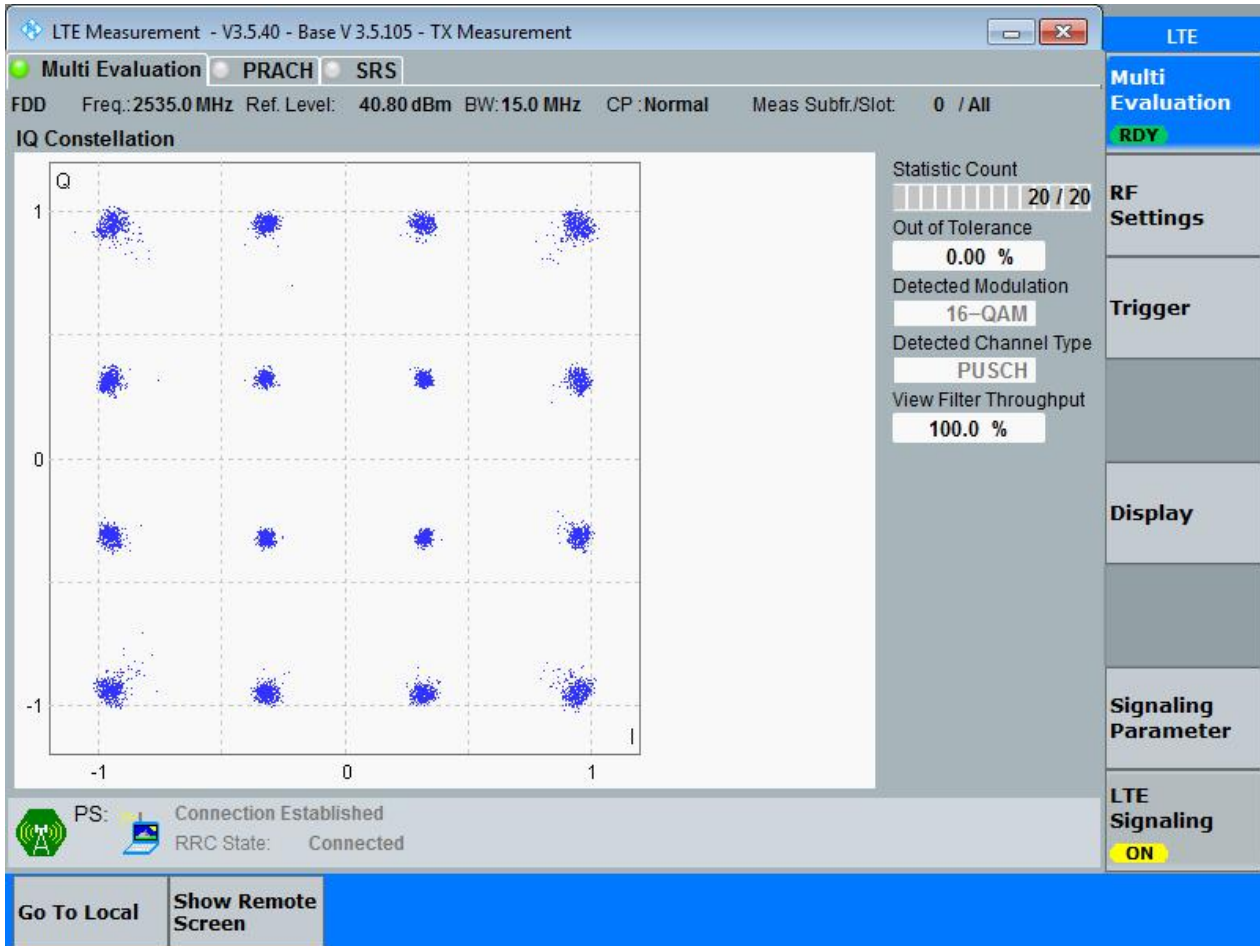 LTE Measurement - V3.5.40 - Base V 3.5.105 - TX Measurement
LTE
Multi Evaluation PRACH SRS
FDD Freq.: 2535.0 MHz Ref. Level: 40.80 dBm BW: 15.0 MHz CP : Normal Meas Subfr./Slot: 0 / All
IQ Constellation
Q
1
0
-1
I
-1 0 1
Statistic Count
20 / 20
Out of Tolerance
0.00 %
Detected Modulation
16-QAM
Detected Channel Type
PUSCH
View Filter Throughput
100.0 %
Multi
Evaluation
RDY
RF
Settings
Trigger
Display
Signaling
Parameter
LTE
Signaling
ON
PS: Connection Established
RRC State: Connected
Go To Local
Show Remote
Screen